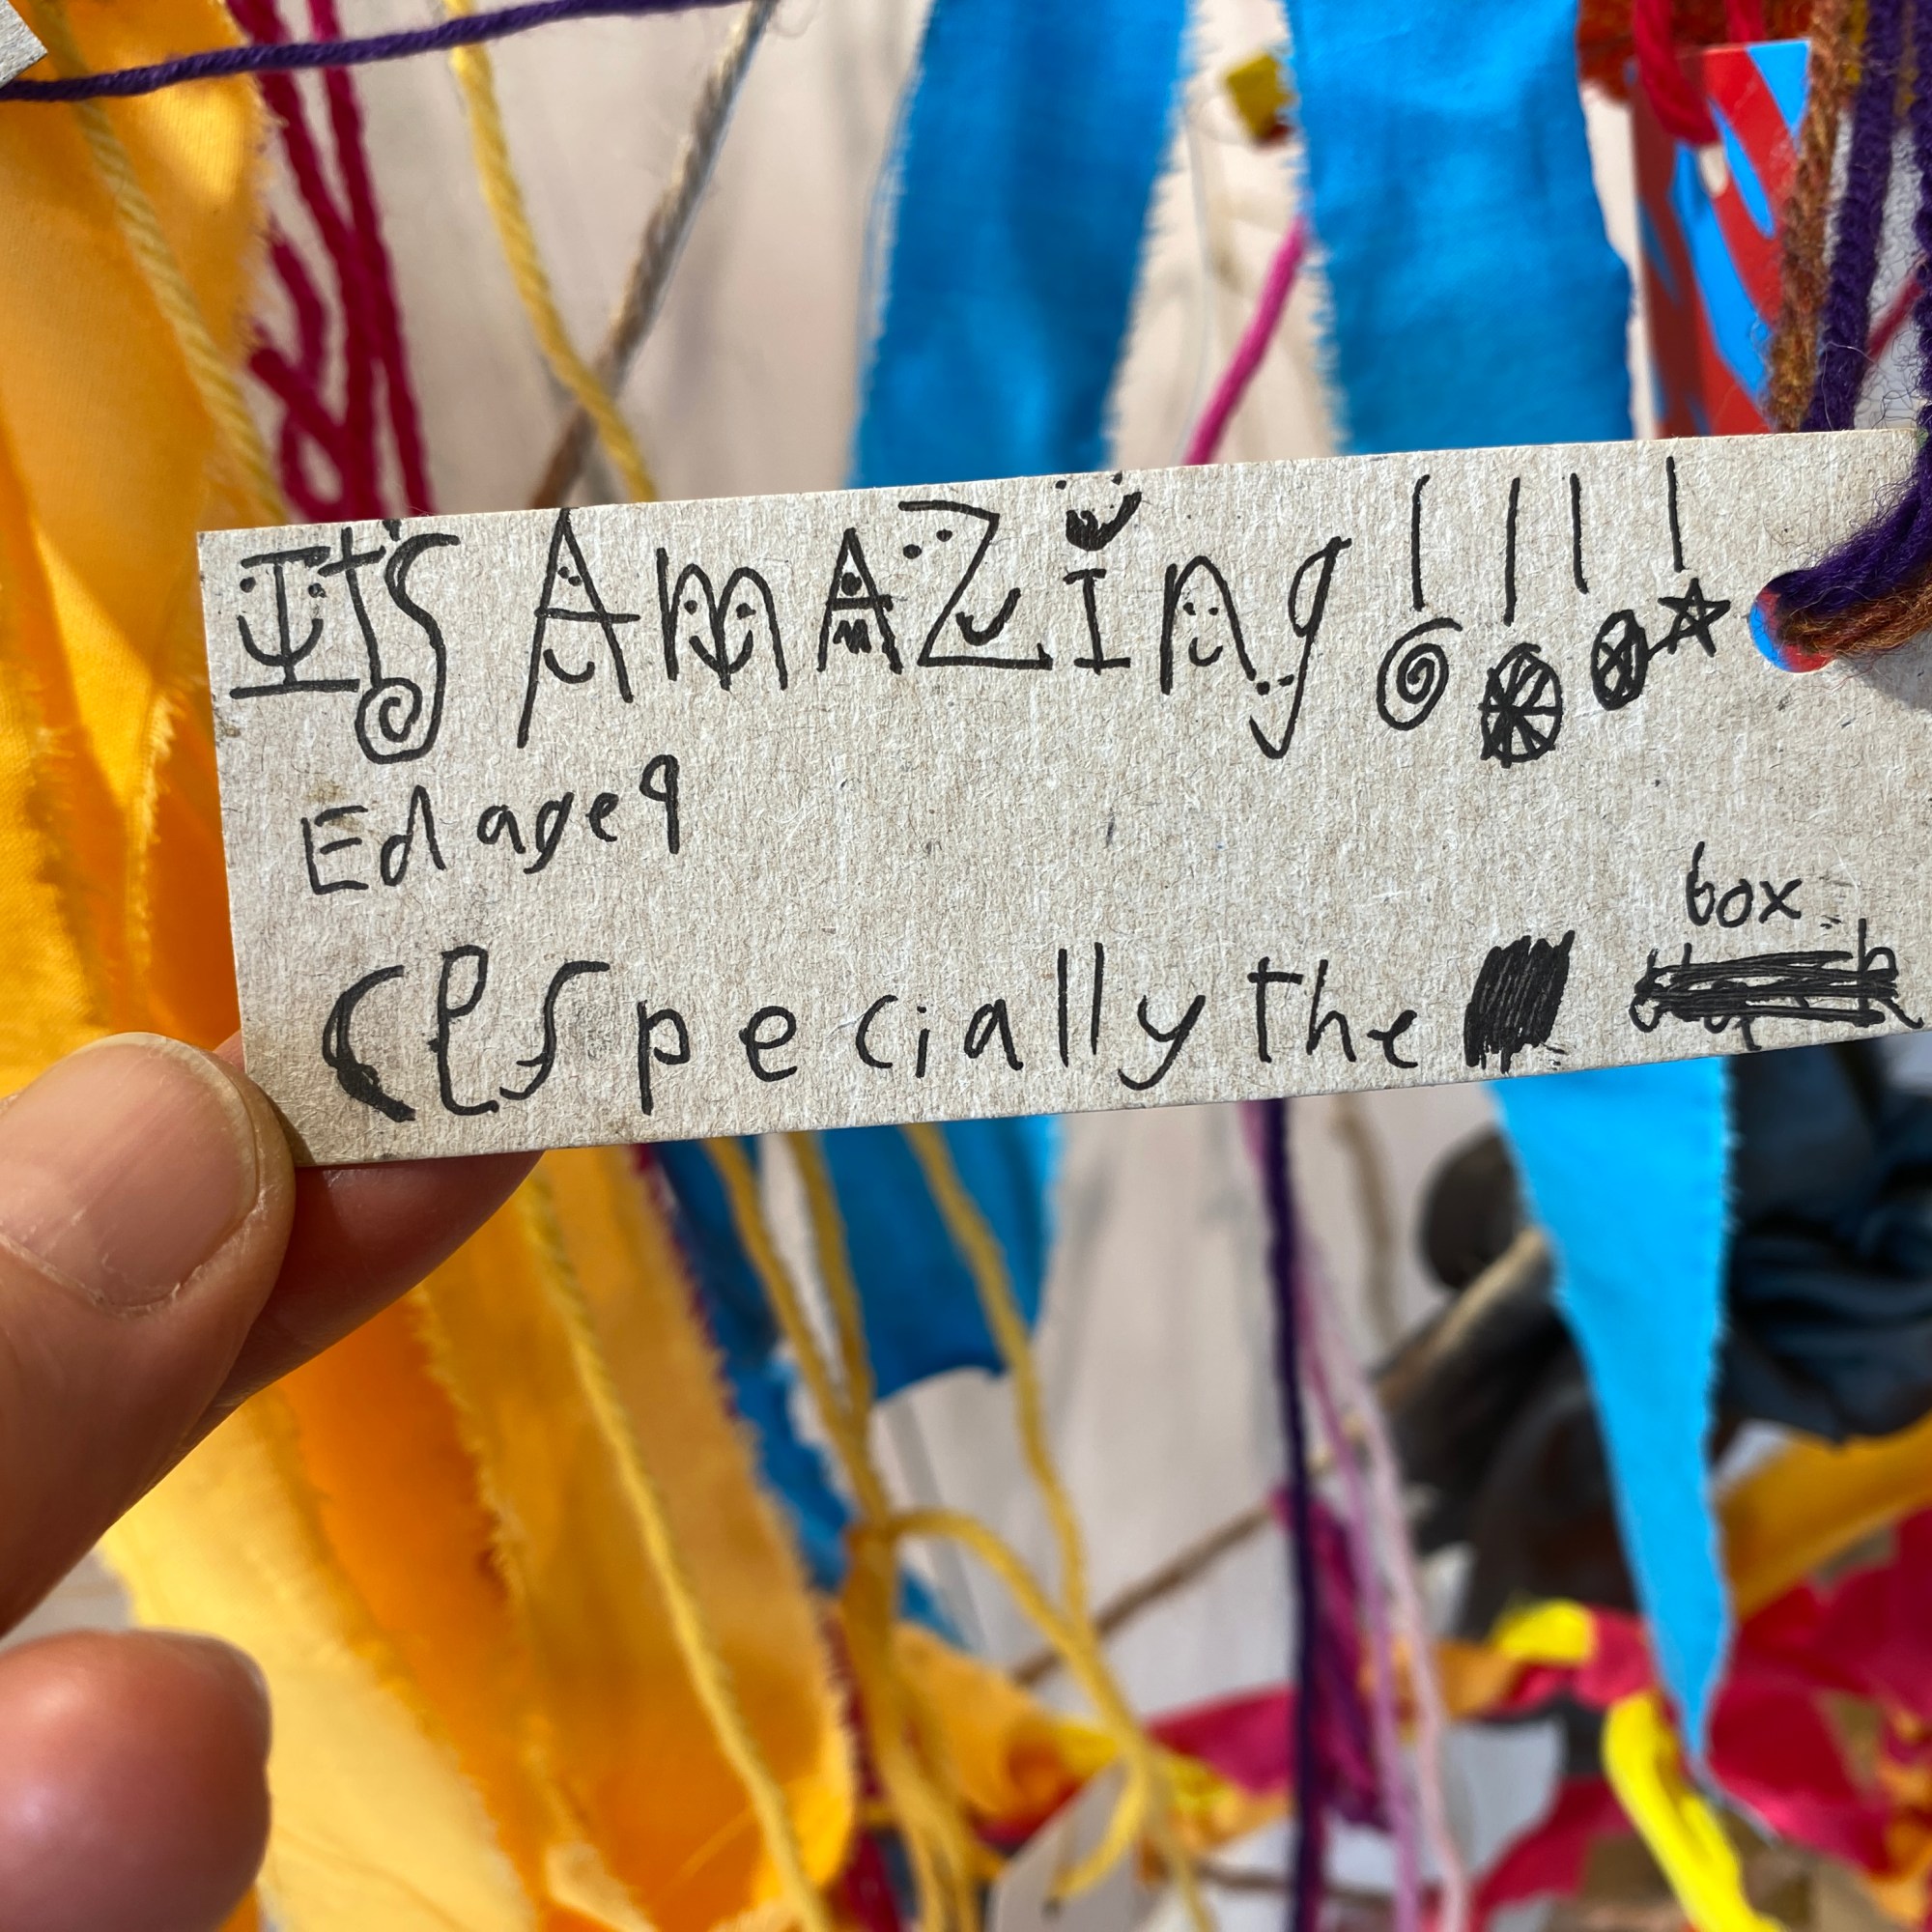 It's AmAZing!!!!
Ed age 9
(Especially the box